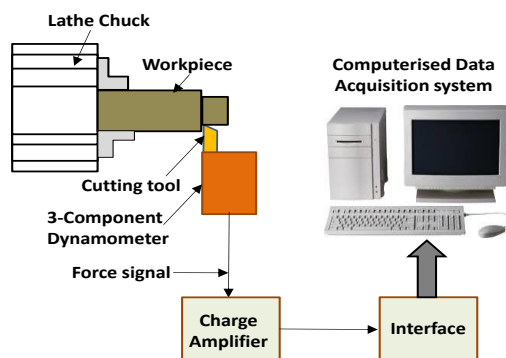 Lathe Chuck
Workpiece
Computerised Data
Acquisition system
Cutting tool
3-Component
Dynamometer
Force signal
Charge
Amplifier
Interface